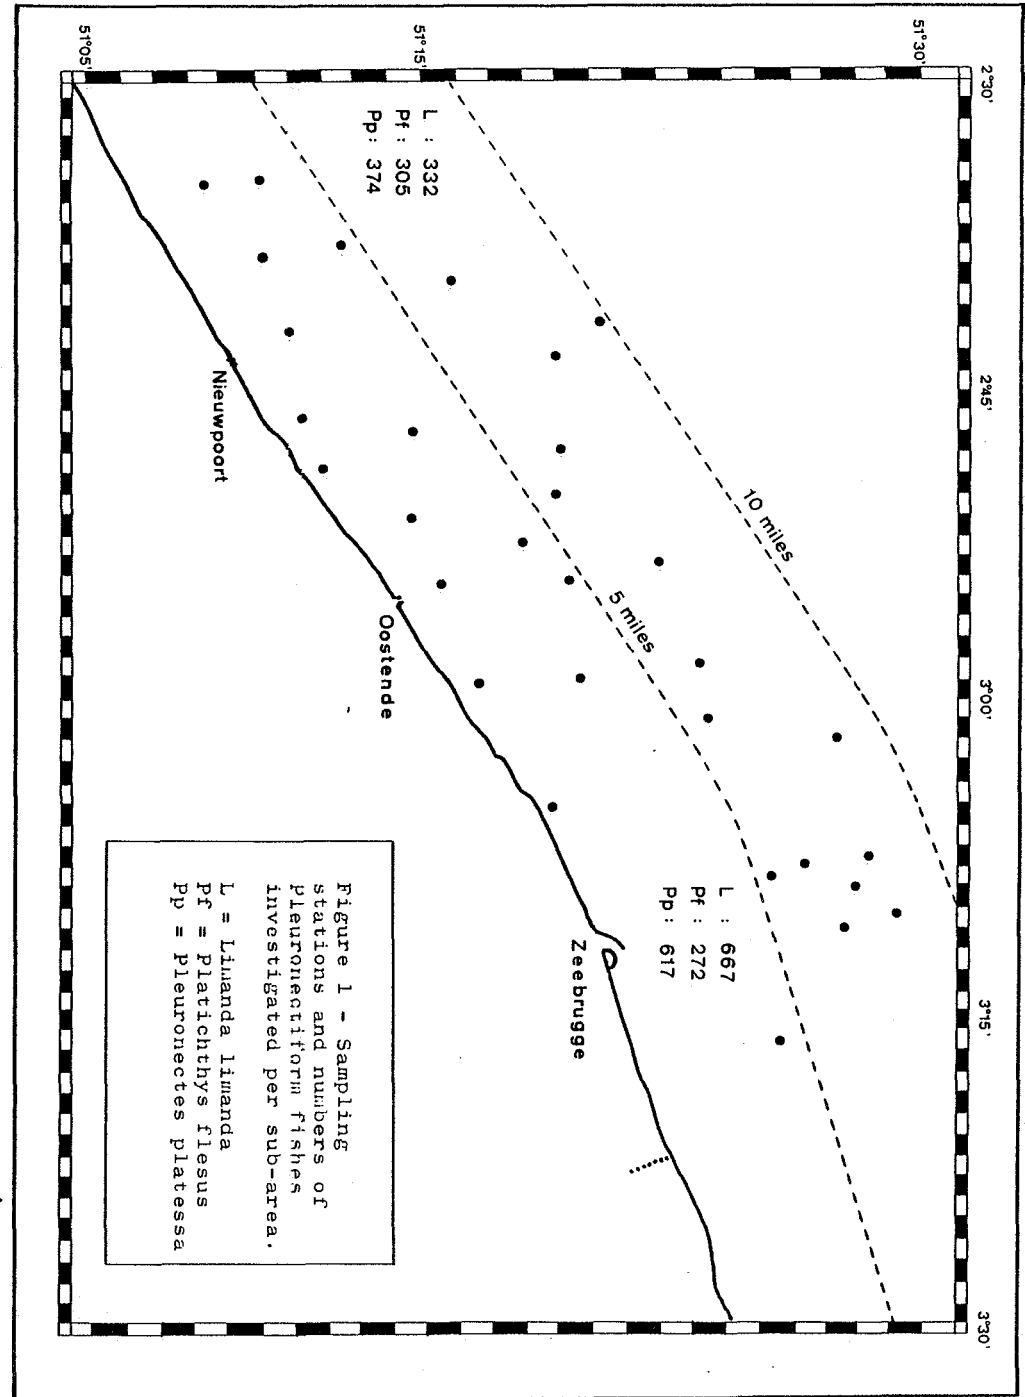 51°30'
51°15'
51°05'
2°30'
2°45'
3°00'
3°15'
3°30'
L : 332
Pf : 305
Pp : 374
10 miles
5 miles
L : 667
Pf : 272
Pp : 617
Nieuwpoort
Oostende
Zeebrugge
Figure 1 - Sampling
stations and numbers of
pleuronectiform fishes
investigated per sub-area.
L = Limanda limanda
Pf = Platichthys flesus
Pp = Pleuronectes platessa